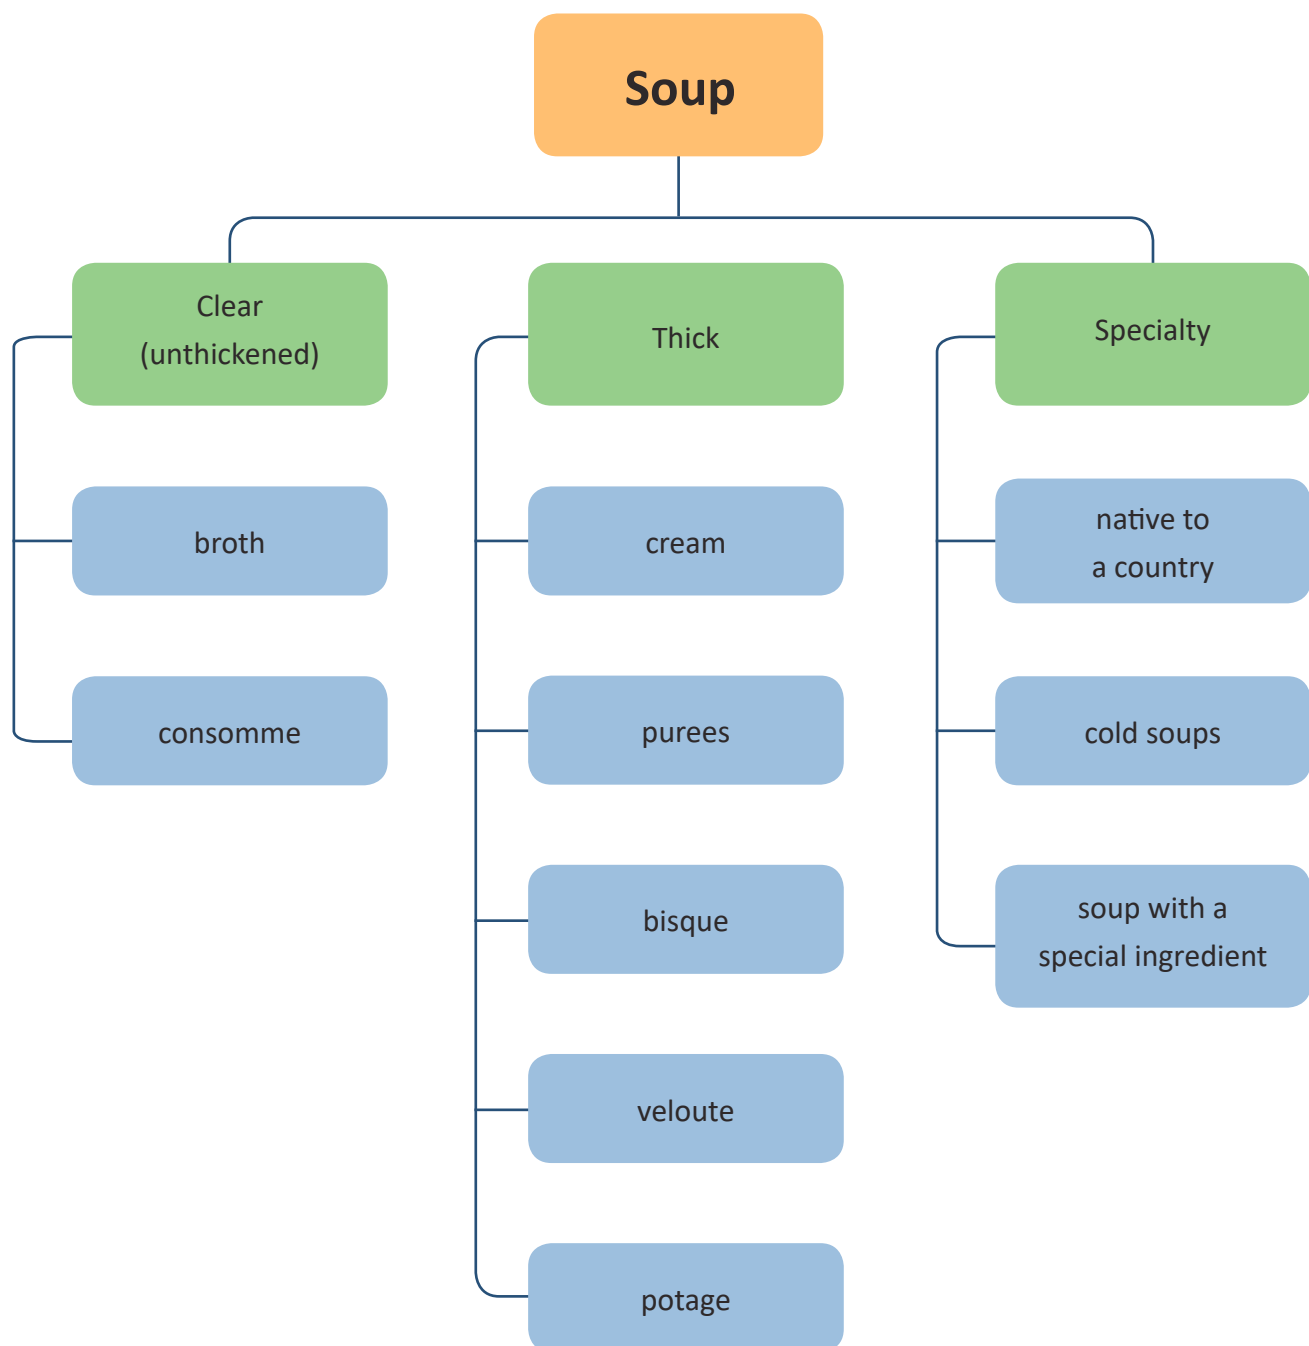 Soup
Clear
(unthickened)
broth
consomme
Thick
cream
purees
bisque
veloute
potage
Specialty
native to
a country
cold soups
soup with a
special ingredient